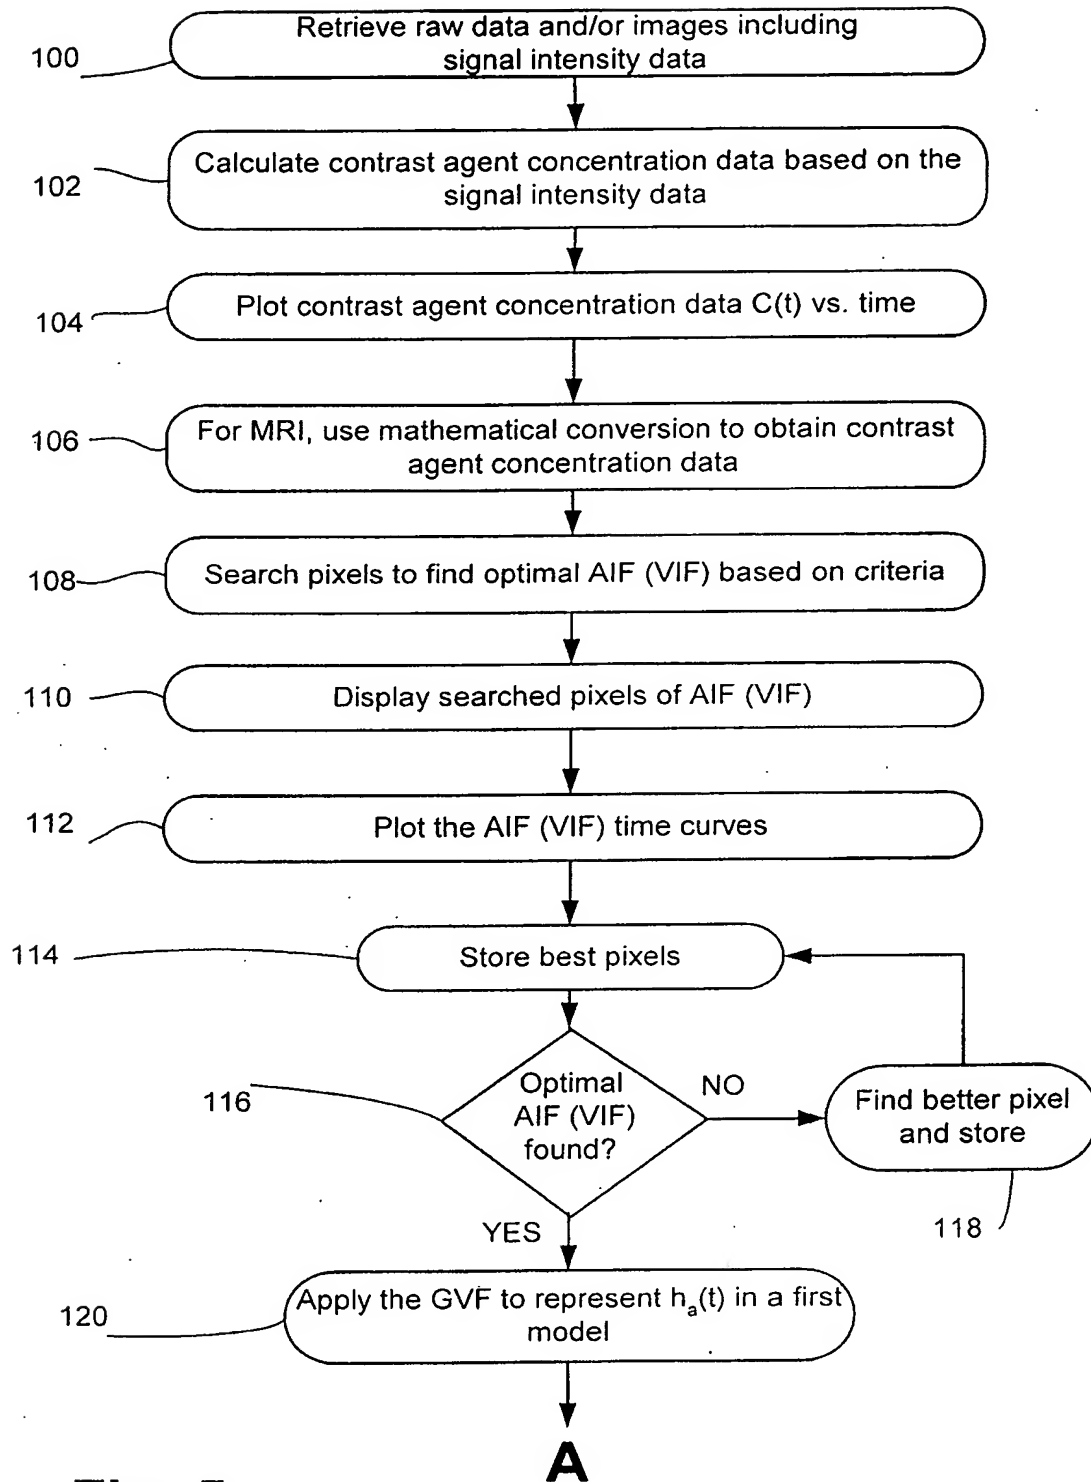 Retrieve raw data and/or images including
signal intensity data
100
Calculate contrast agent concentration data based on the
signal intensity data
102
Plot contrast agent concentration data C(t) vs. time
104
For MRI, use mathematical conversion to obtain contrast
agent concentration data
106
Search pixels to find optimal AIF (VIF) based on criteria
108
Display searched pixels of AIF (VIF)
110
Plot the AIF (VIF) time curves
112
Store best pixels
114
Optimal
AIF (VIF)
found?
116
NO
Find better pixel
and store
118
YES
Apply the GVF to represent hₐ(t) in a first
model
120
A